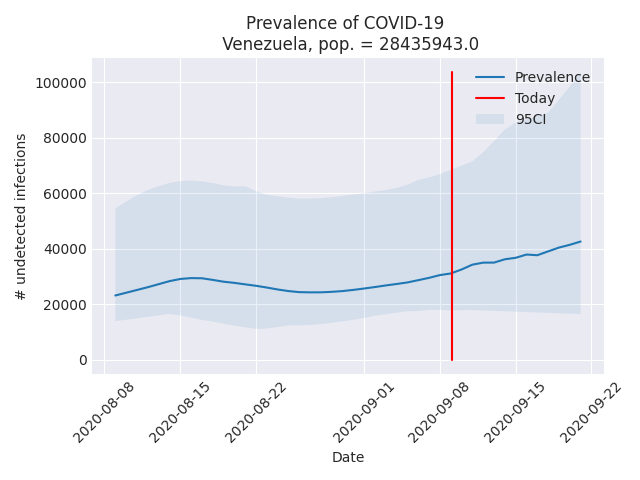 Prevalence of COVID-19
Venezuela, pop. = 28435943.0
Prevalence
Today
95CI
# undetected infections
100000
80000
60000
40000
20000
0
2020-08-08
2020-08-15
2020-08-22
2020-09-01
2020-09-08
2020-09-15
2020-09-22
Date